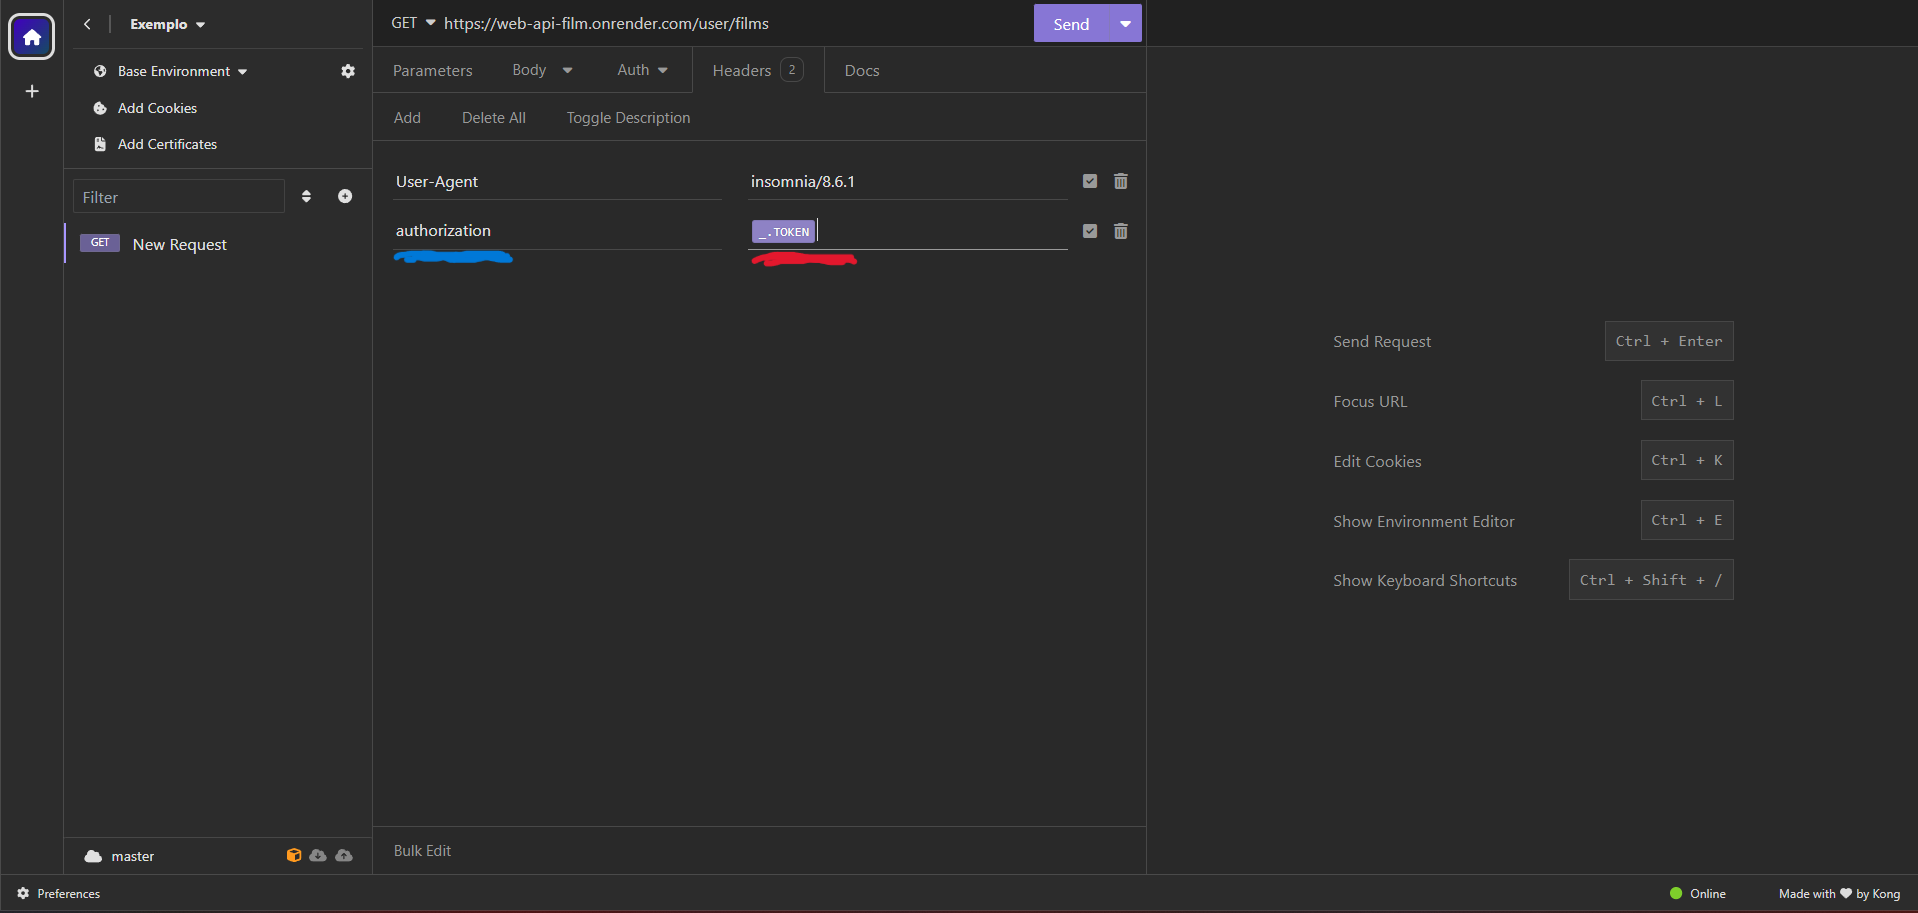 Exemplo
GET https://web-api-film.onrender.com/user/films
Send
Base Environment
Add Cookies
Add Certificates
Filter
GET New Request
Parameters Body Auth Headers 2 Docs
Add Delete All Toggle Description
User-Agent insomnia/8.6.1
authorization _.TOKEN
Send Request Ctrl + Enter
Focus URL Ctrl + L
Edit Cookies Ctrl + K
Show Environment Editor Ctrl + E
Show Keyboard Shortcuts Ctrl + Shift + /
master
Bulk Edit
Preferences
Online
Made with ❤ by Kong